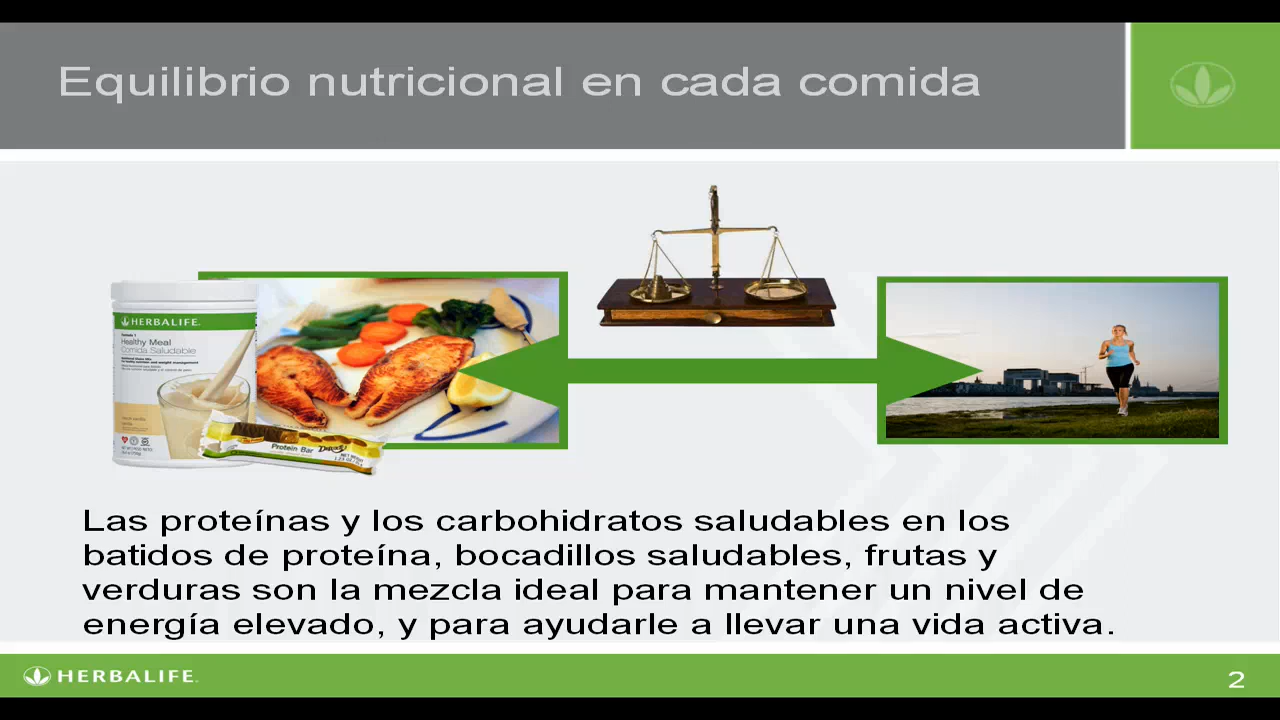 Equilibrio nutricional en cada comida
HERBALIFE
Healthy Meal
Comida Saludable
Protein Bar
Las proteínas y los carbohidratos saludables en los
batidos de proteína, bocadillos saludables, frutas y
verduras son la mezcla ideal para mantener un nivel de
energía elevado, y para ayudarle a llevar una vida activa.
HERBALIFE
2